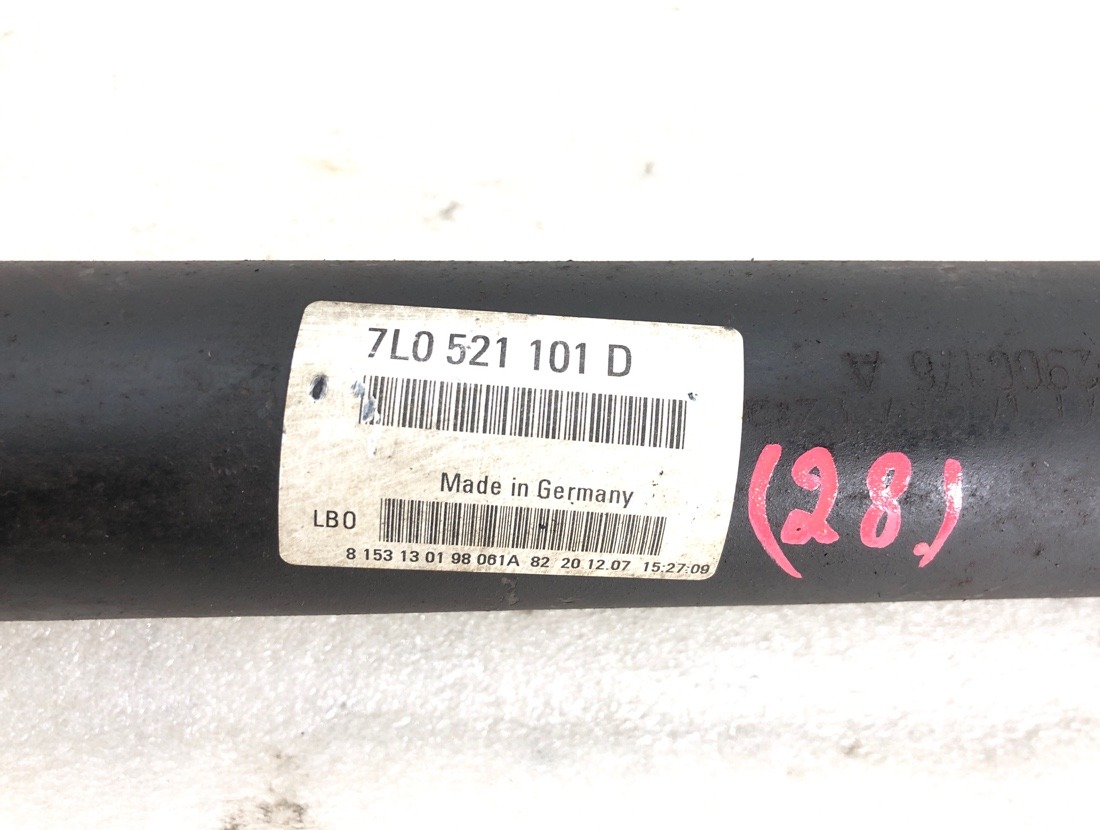 7L0 521 101 D
Made in Germany
LB0
8 153 13 01 98 061A 82 20 12.07 15:27:09
(28.)